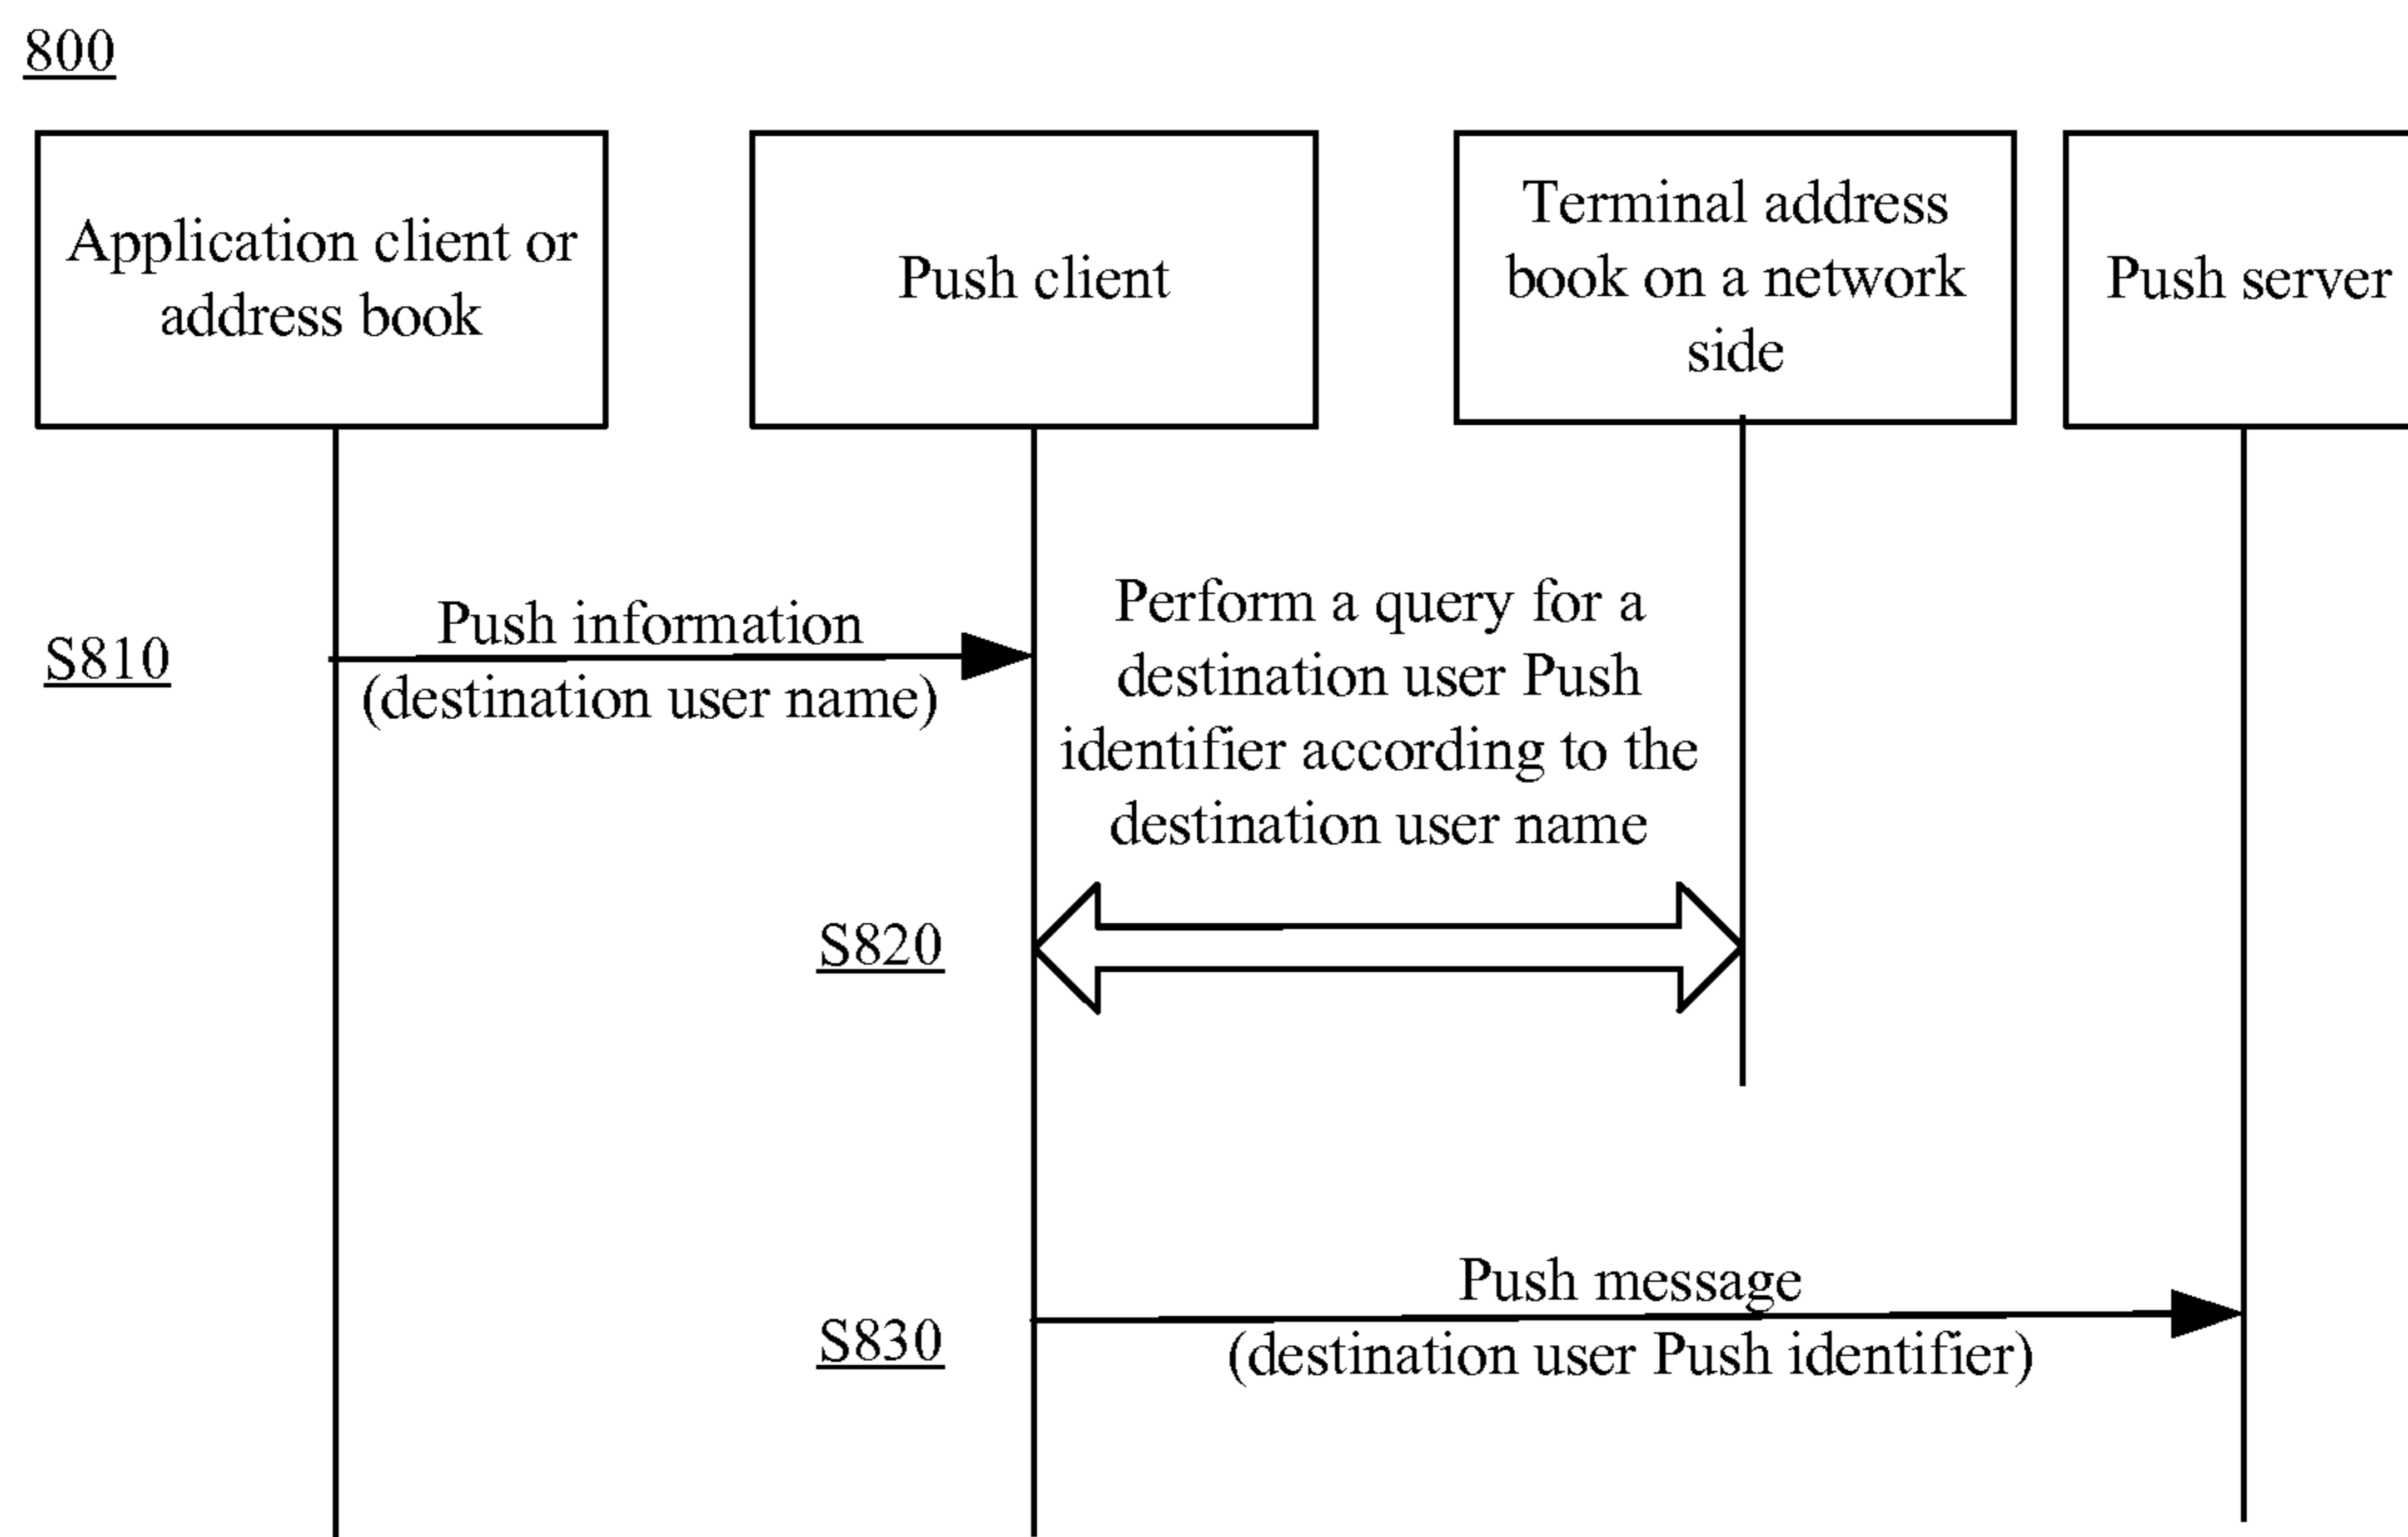 800
Application client or
address book
Push client
Terminal address
book on a network
side
Push server
S810
Push information
(destination user name)
Perform a query for a
destination user Push
identifier according to the
destination user name
S820
S830
Push message
(destination user Push identifier)